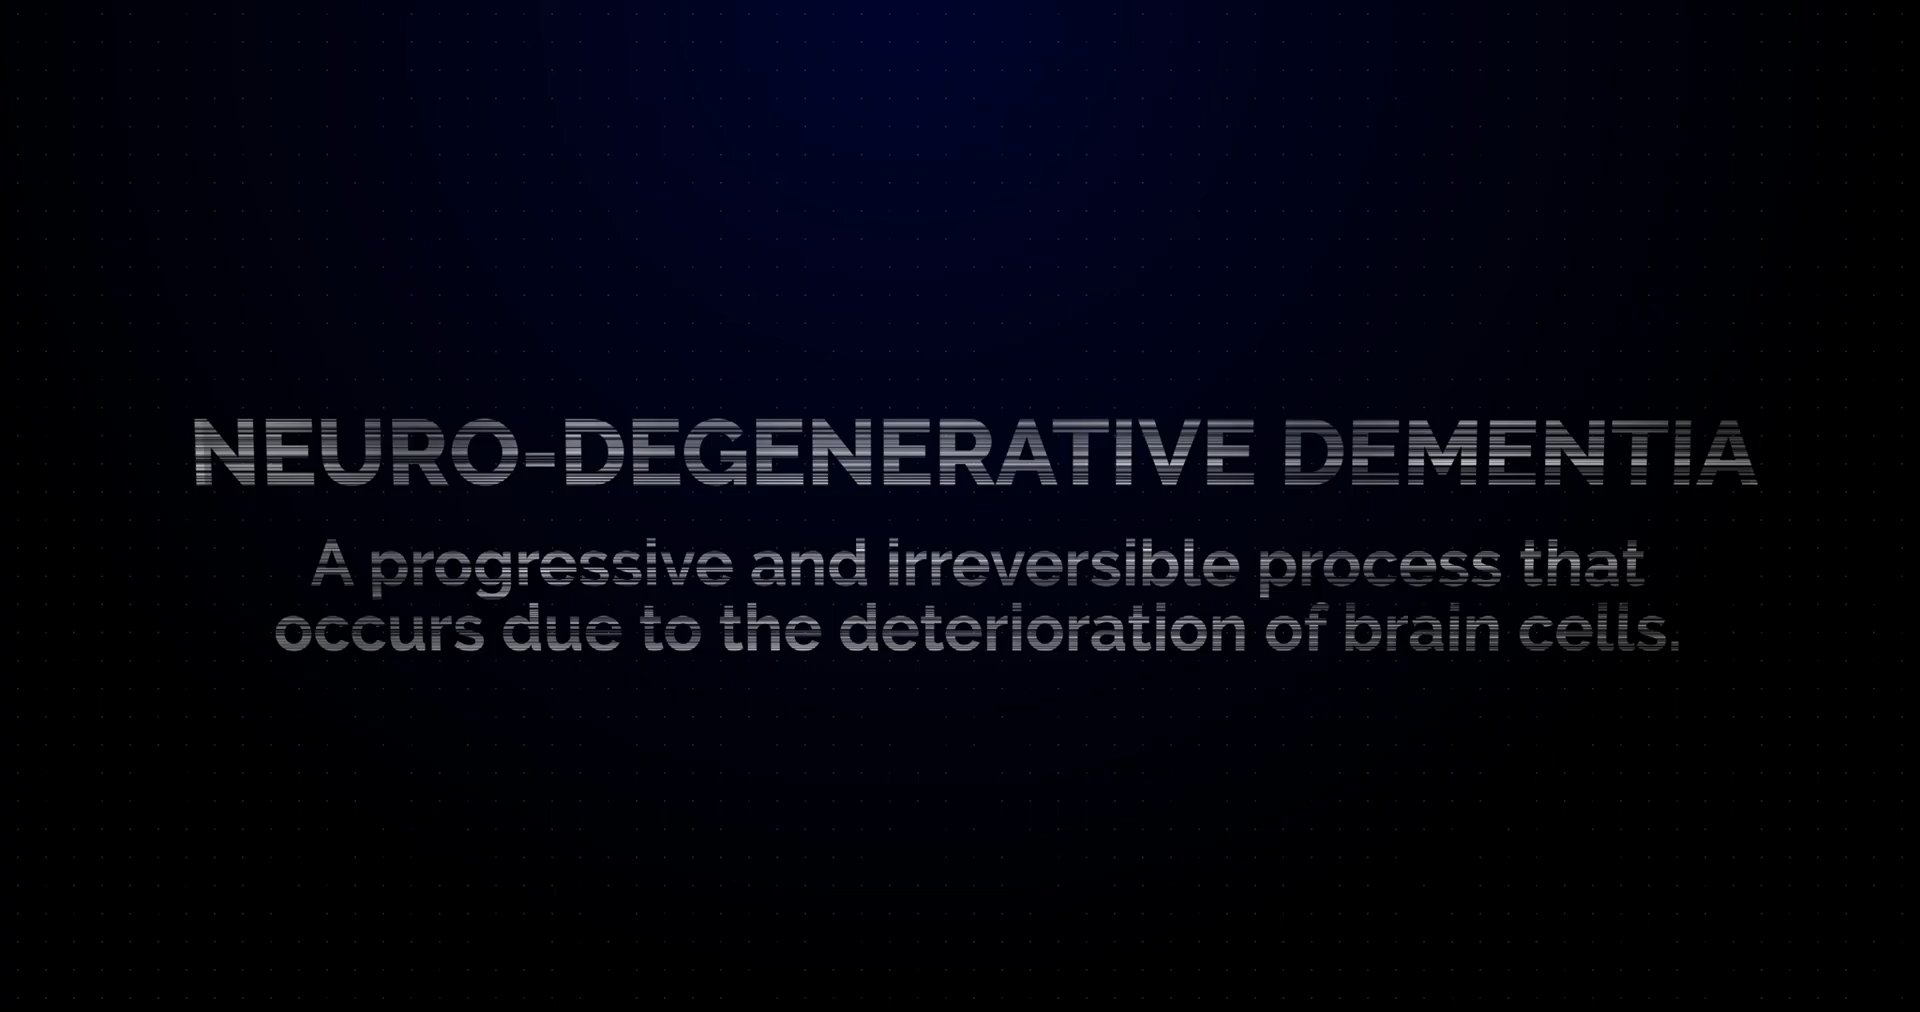 NEURO-DEGENERATIVE DEMENTIA
A progressive and irreversible process that
occurs due to the deterioration of brain cells.